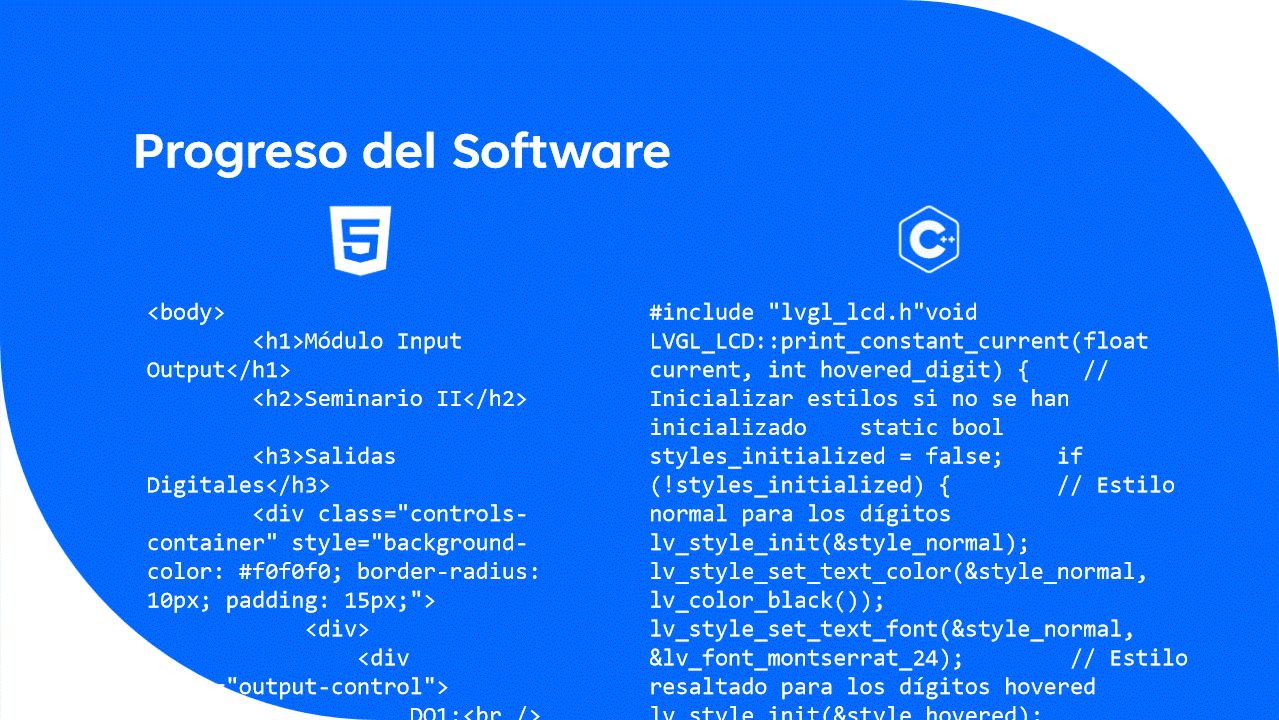 Progreso del Software
5
C++
<body>
<h1>Módulo Input
Output</h1>
<h2>Seminario II</h2>
<h3>Salidas
Digitales</h3>
<div class="controls-
container" style="background-
color: #f0f0f0; border-radius:
10px; padding: 15px;">
<div>
<div
="output-control">
DO1:<br />
#include "lvgl_lcd.h"void
LVGL_LCD::print_constant_current(float
current, int hovered_digit) {    //
Inicializar estilos si no se han
inicializado    static bool
styles_initialized = false;    if
(!styles_initialized) {        // Estilo
normal para los dígitos
lv_style_init(&style_normal);
lv_style_set_text_color(&style_normal,
lv_color_black());
lv_style_set_text_font(&style_normal,
&lv_font_montserrat_24);        // Estilo
resaltado para los dígitos hovered
lv_style_init(&style_hovered);